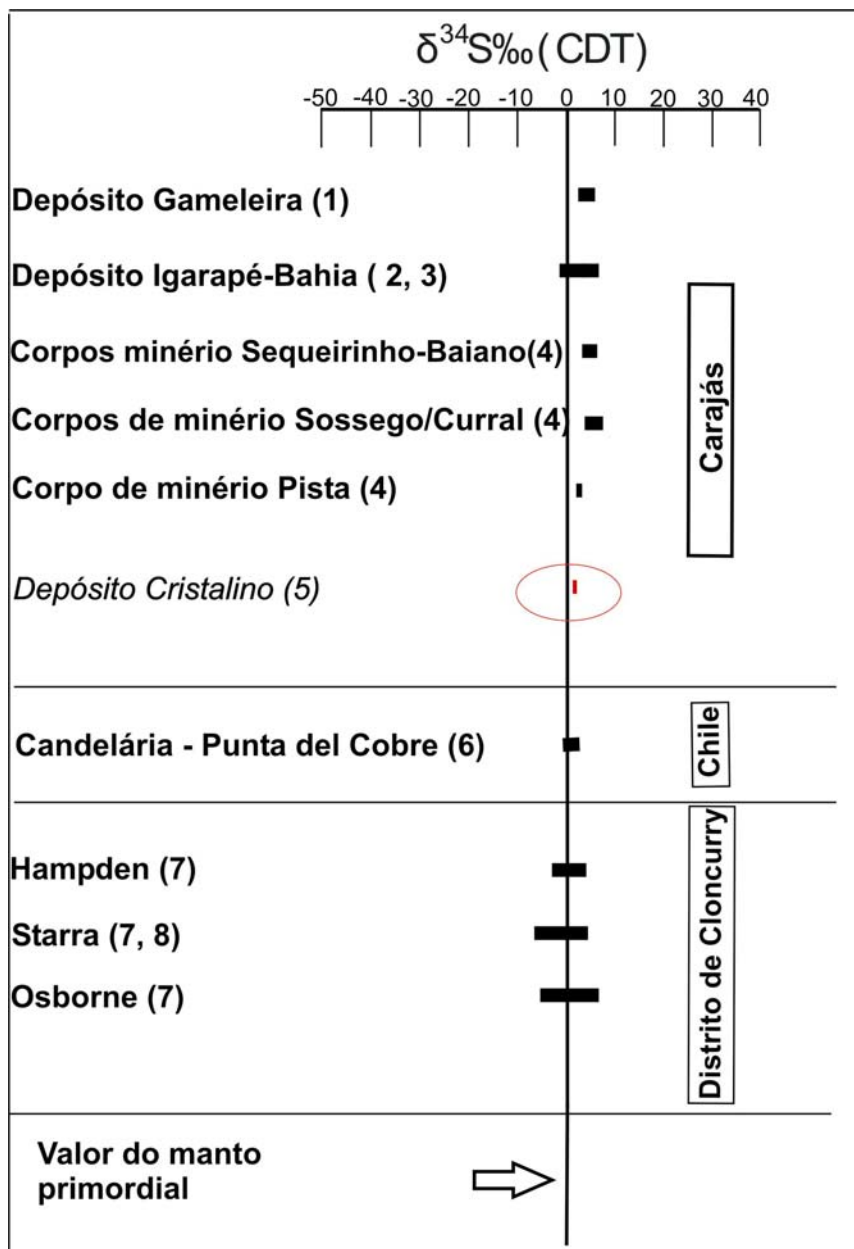 δ³⁴S‰(CDT)
-50 -40 -30 -20 -10 0 10 20 30 40
Depósito Gameleira (1)
Depósito Igarapé-Bahia ( 2, 3)
Corpos minério Sequeirinho-Baiano(4)
Corpos de minério Sossego/Curral (4)
Corpo de minério Pista (4)
Depósito Cristalino (5)
Carajás
Candelária - Punta del Cobre (6)
Chile
Hampden (7)
Starra (7, 8)
Osborne (7)
Distrito de Cloncurry
Valor do manto
primordial